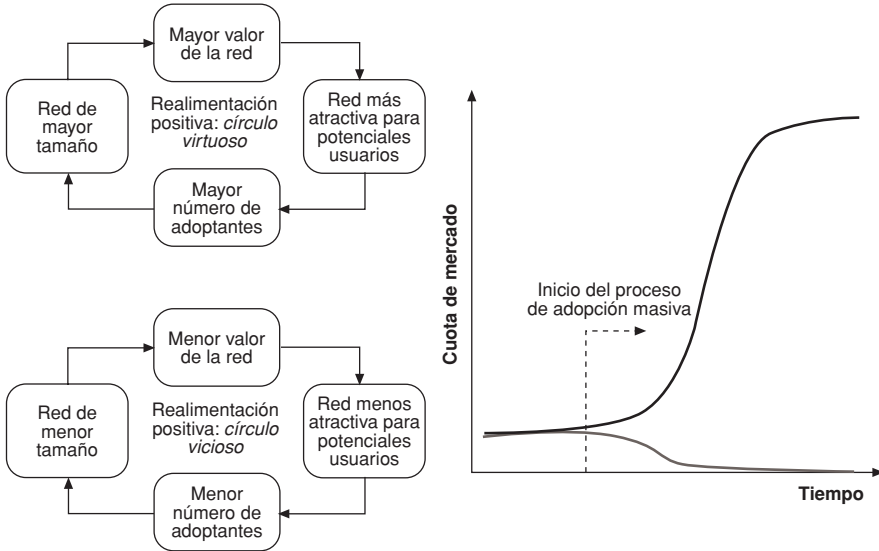 Mayor valor
de la red
Red de
mayor
tamaño
Realimentación
positiva: círculo
virtuoso
Red más
atractiva para
potenciales
usuarios
Mayor
número de
adoptantes
Menor valor
de la red
Red de
menor
tamaño
Realimentación
positiva: círculo
vicioso
Red menos
atractiva para
potenciales
usuarios
Menor
número de
adoptantes
Cuota de mercado
Inicio del proceso
de adopción masiva
Tiempo